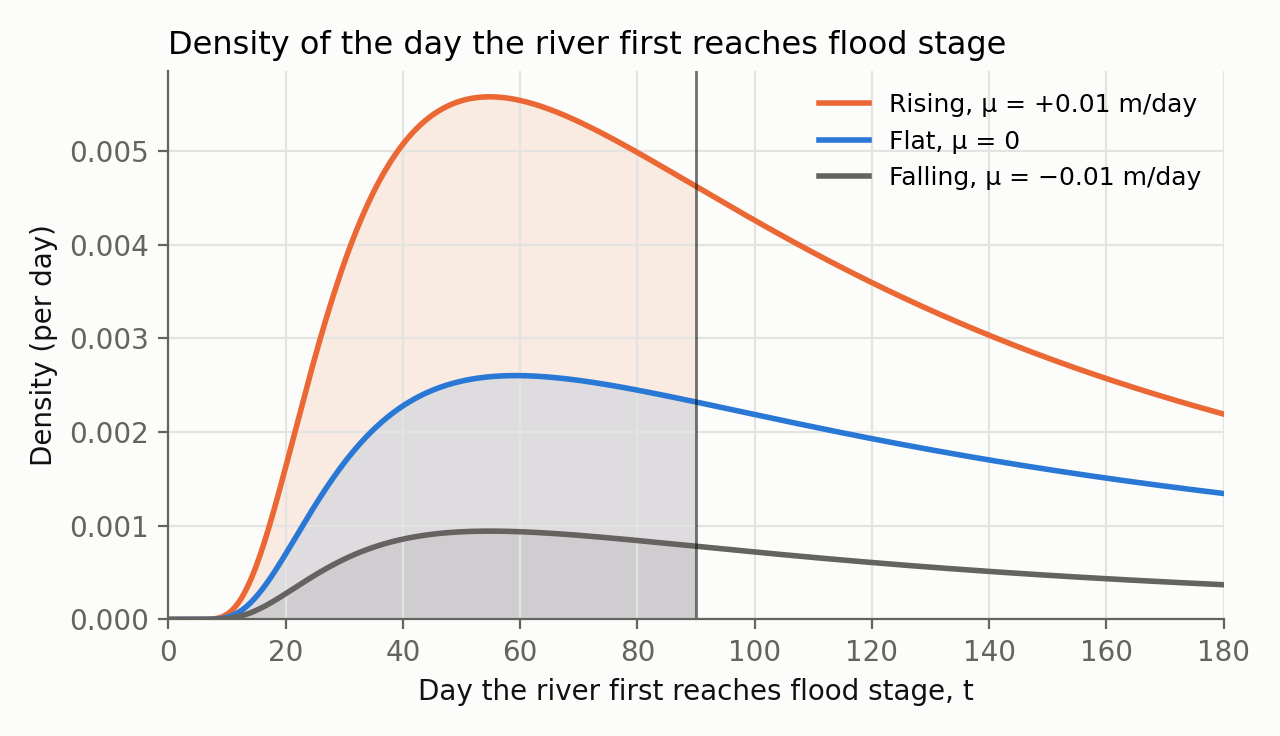 Density of the day the river first reaches flood stage
Rising, μ = +0.01 m/day
Flat, μ = 0
Falling, μ = −0.01 m/day
Density (per day)
0.005
0.004
0.003
0.002
0.001
0.000
0 20 40 60 80 100 120 140 160 180
Day the river first reaches flood stage, t